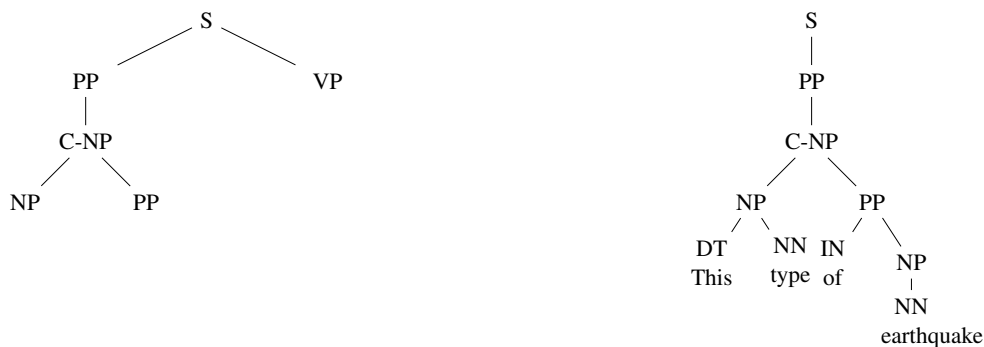 S S
PP VP PP
C-NP C-NP
NP PP NP PP
DT NN IN
This type of NP
NN
earthquake